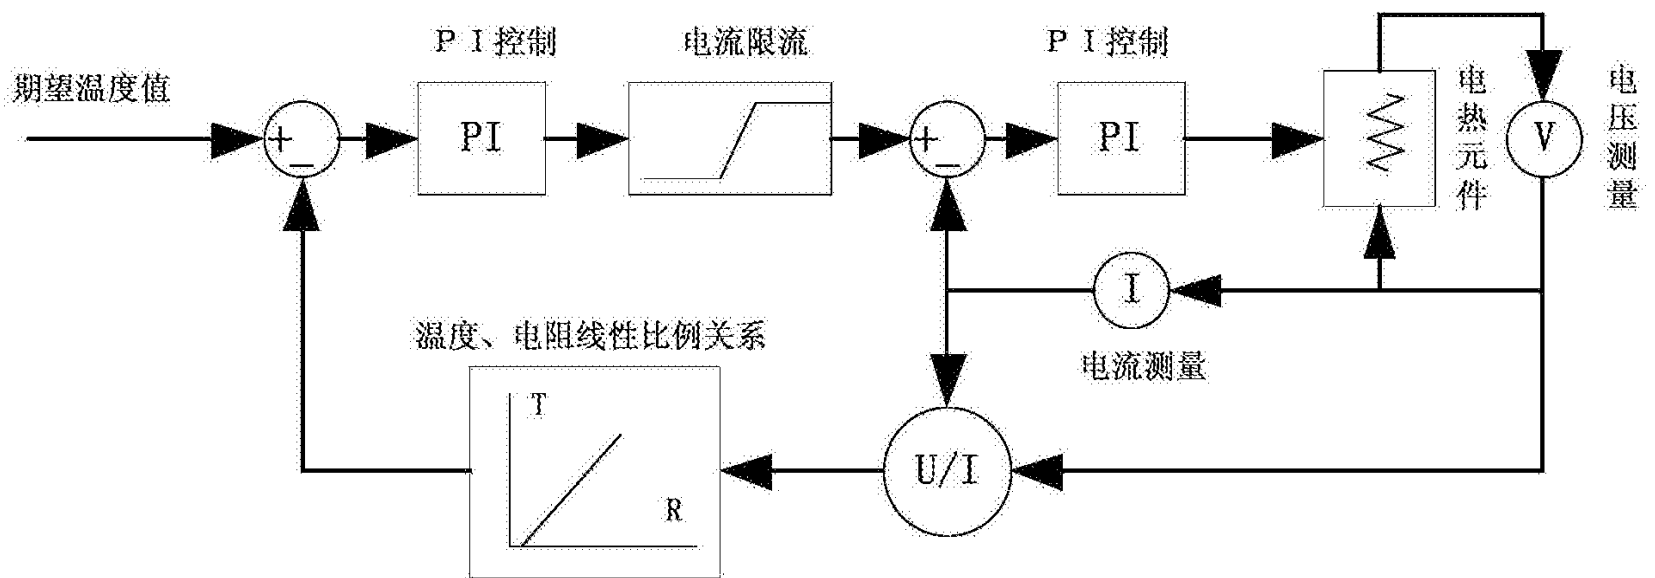 PI控制
电流限流
PI控制
期望温度值
+
−
PI
+
−
PI
电热元件
V
电压测量
I
电流测量
温度、电阻线性比例关系
T
R
U/I